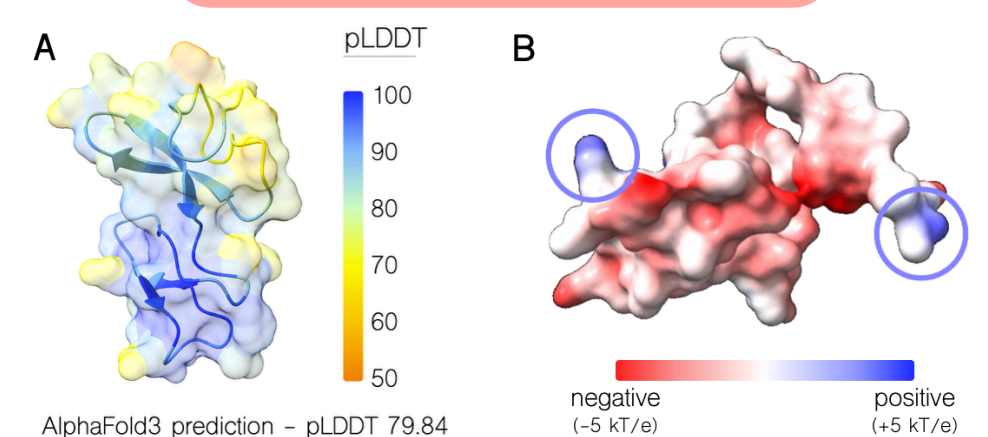 A
pLDDT
100
90
80
70
60
50
AlphaFold3 prediction – pLDDT 79.84
B
negative
(-5 kT/e)
positive
(+5 kT/e)